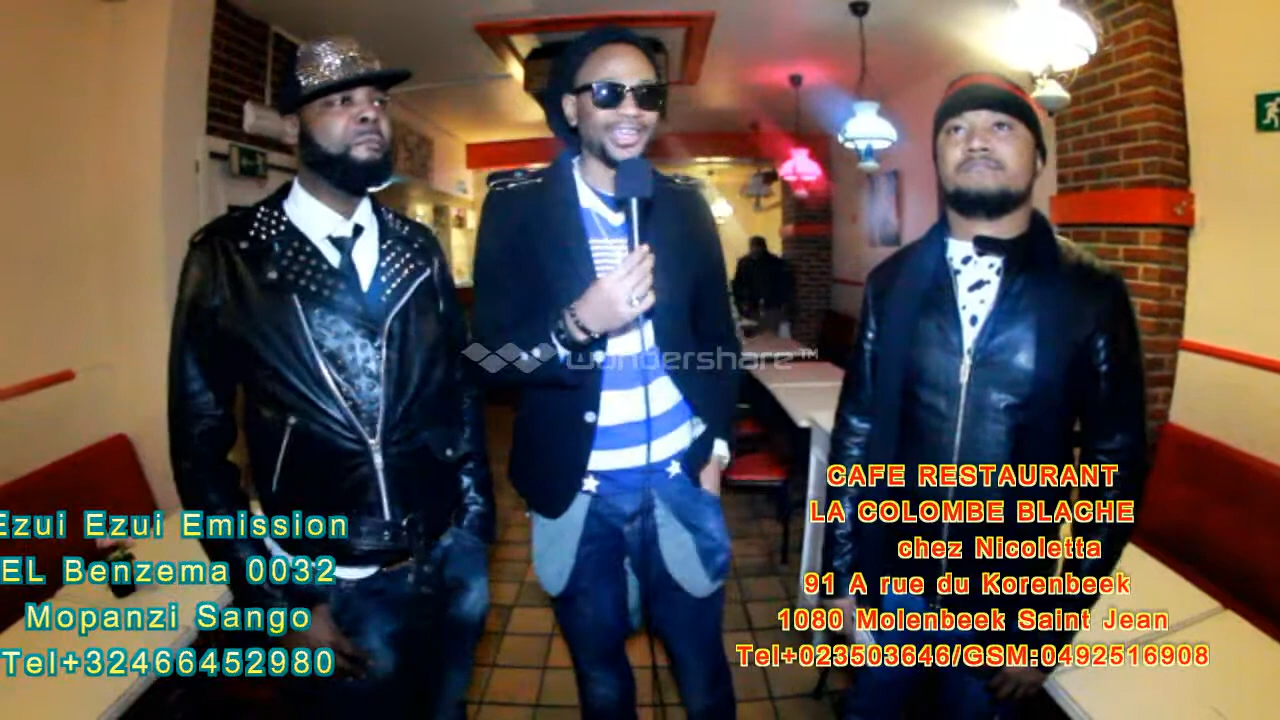 wondershare™
CAFE RESTAURANT
LA COLOMBE BLACHE
chez Nicoletta
91 A rue du Korenbeek
1080 Molenbeek Saint Jean
Tel+023503646/GSM:0492516908
Ezui Ezui Emission
EL Benzema 0032
Mopanzi Sango
Tel+32466452980